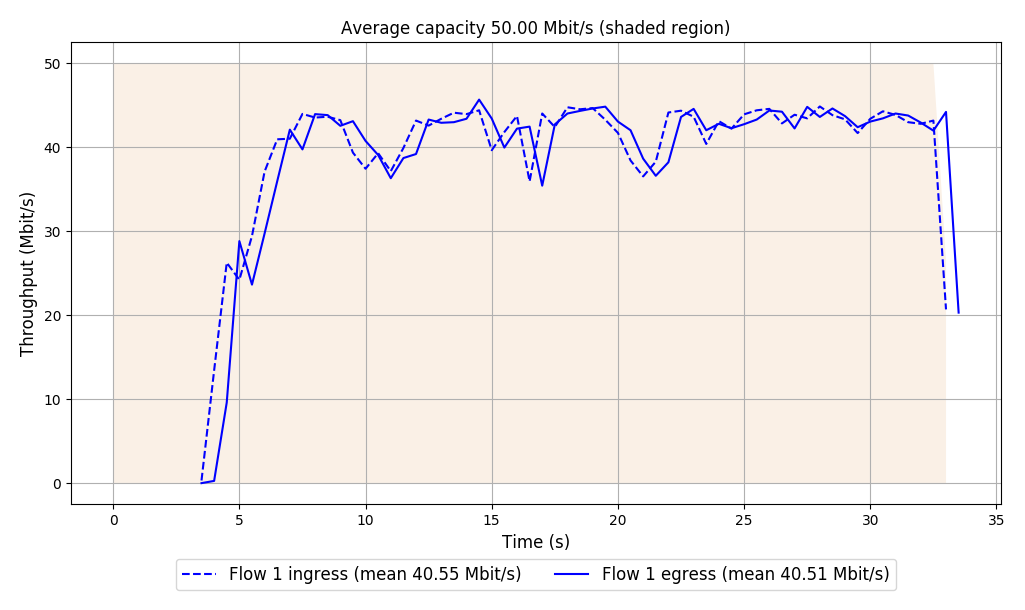 Average capacity 50.00 Mbit/s (shaded region)
Throughput (Mbit/s)
50
40
30
20
10
0
0 5 10 15 20 25 30 35
Time (s)
Flow 1 ingress (mean 40.55 Mbit/s) Flow 1 egress (mean 40.51 Mbit/s)